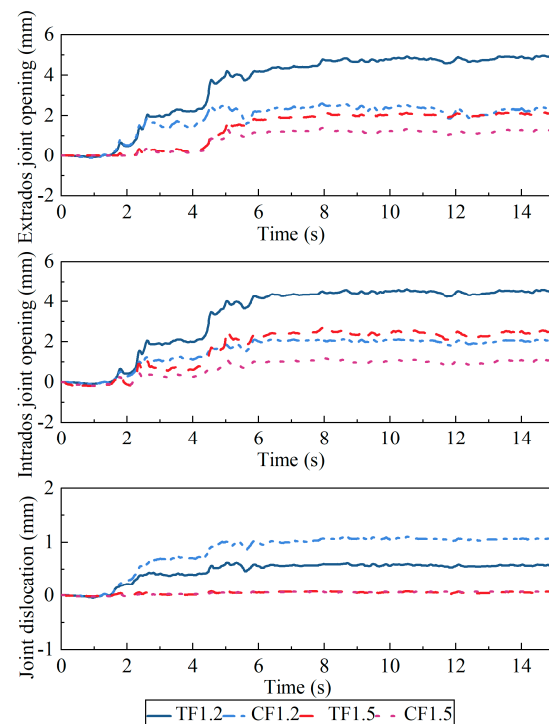 Extrados joint opening (mm)
6
4
2
0
-2
0 2 4 6 8 10 12 14
Time (s)
Intrados joint opening (mm)
6
4
2
0
-2
0 2 4 6 8 10 12 14
Time (s)
Joint dislocation (mm)
2
1
0
-1
0 2 4 6 8 10 12 14
Time (s)
TF1.2 CF1.2 TF1.5 CF1.5